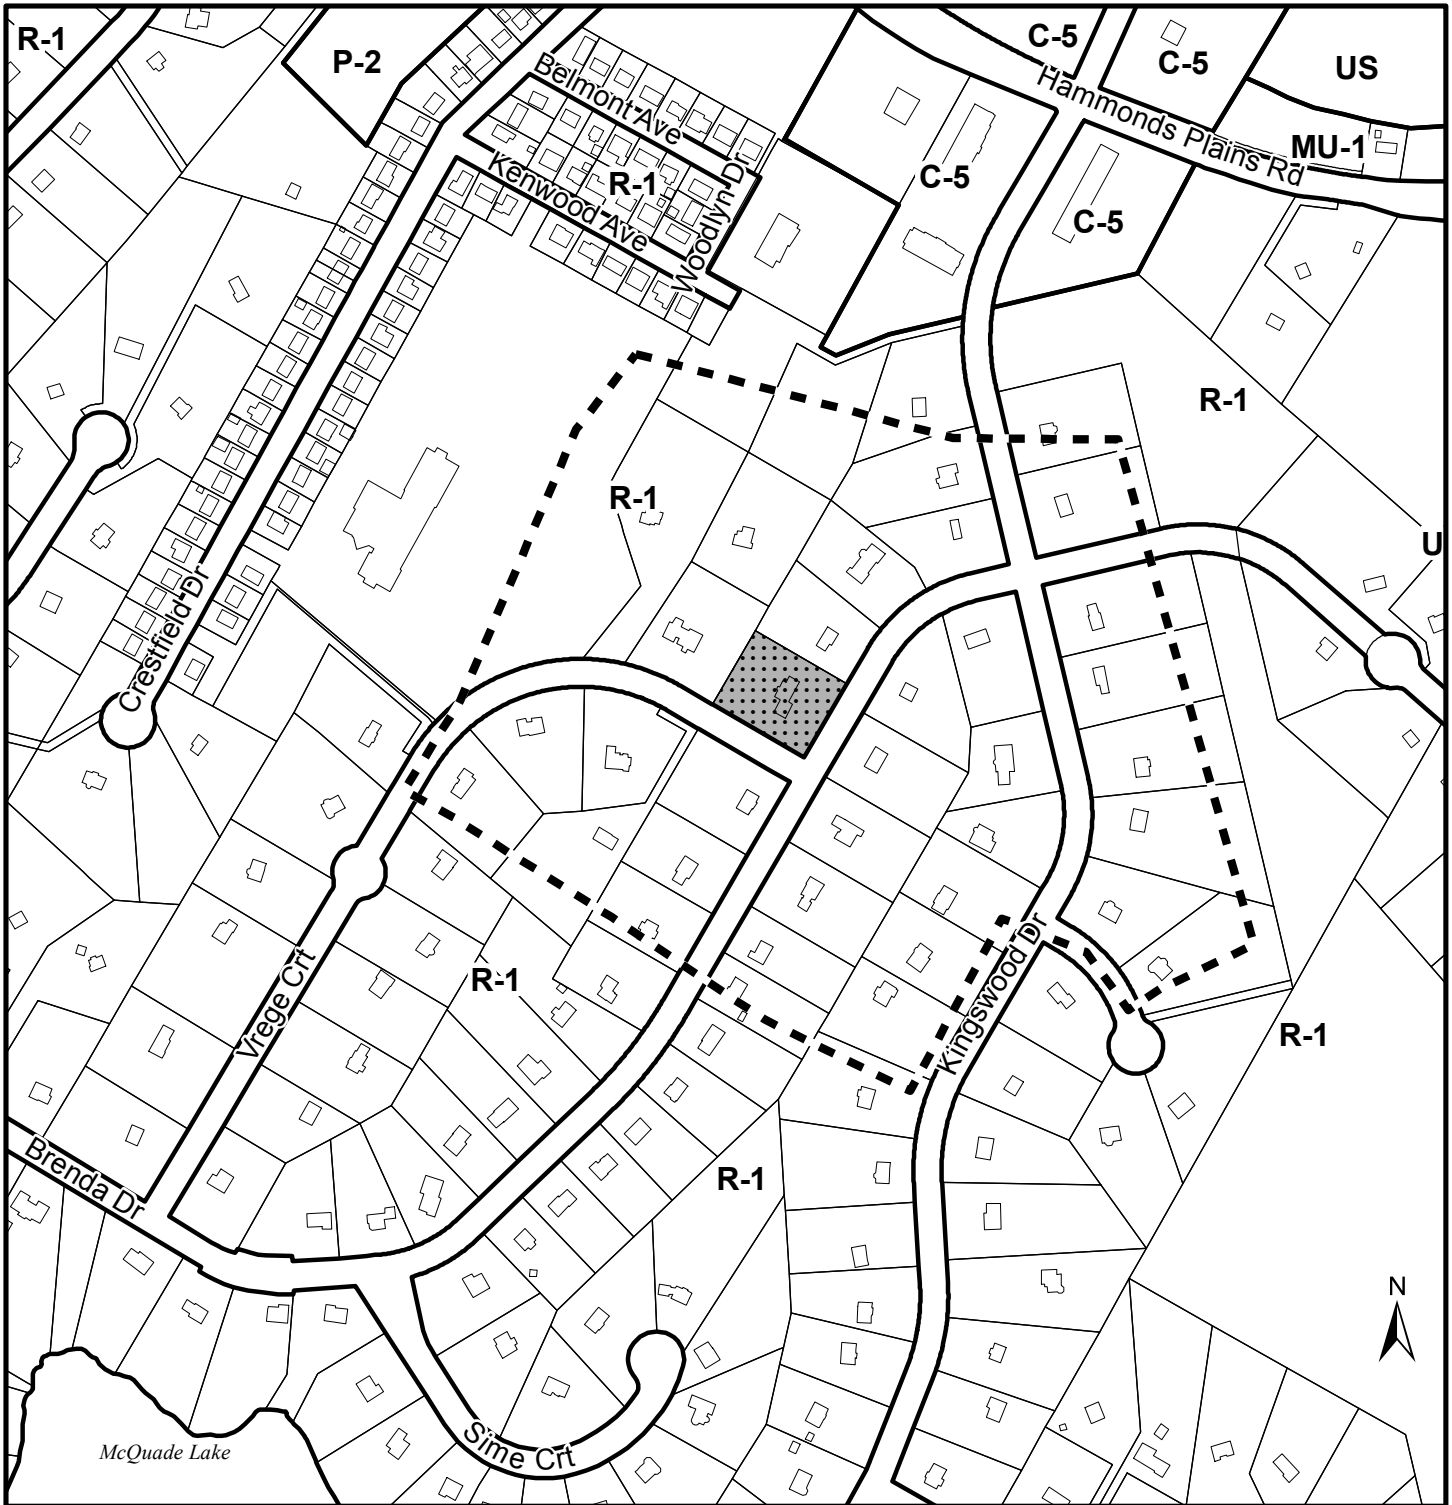 R-1
P-2
C-5
C-5
US
Hammonds Plains Rd
MU-1
Belmont Ave
R-1
Kenwood Ave
Woodlyn Dr
C-5
C-5
R-1
R-1
U
Crestfield Dr
R-1
Vrege Crt
Kingswood Dr
R-1
Brenda Dr
R-1
N
Sime Crt
McQuade Lake